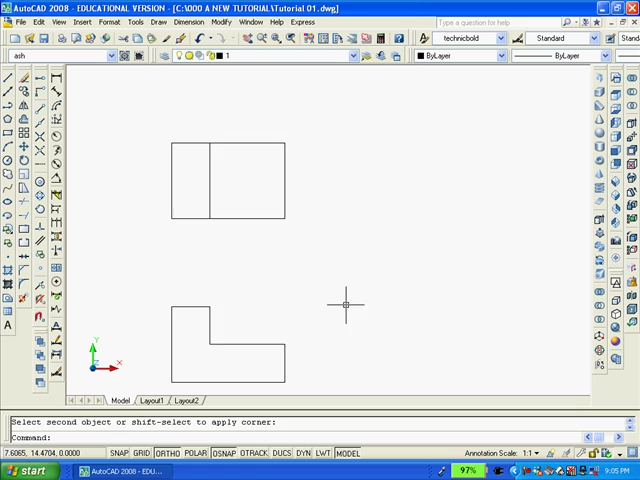 AutoCAD 2008 - EDUCATIONAL VERSION - [C:\000 A NEW TUTORIAL\Tutorial 01.dwg]
File Edit View Insert Format Tools Draw Dimension Modify Window Help Express
Type a question for help
technicbold Standard Standa
ash 1 ByLayer ByLayer
Y
X
Model Layout1 Layout2
Select second object or shift-select to apply corner:
Command:
7.6065, 14.4704, 0.0000 SNAP GRID ORTHO POLAR OSNAP OTRACK DUCS DYN LWT MODEL Annotation Scale: 1:1
start AutoCAD 2008 - EDU... 97% 9:05 PM